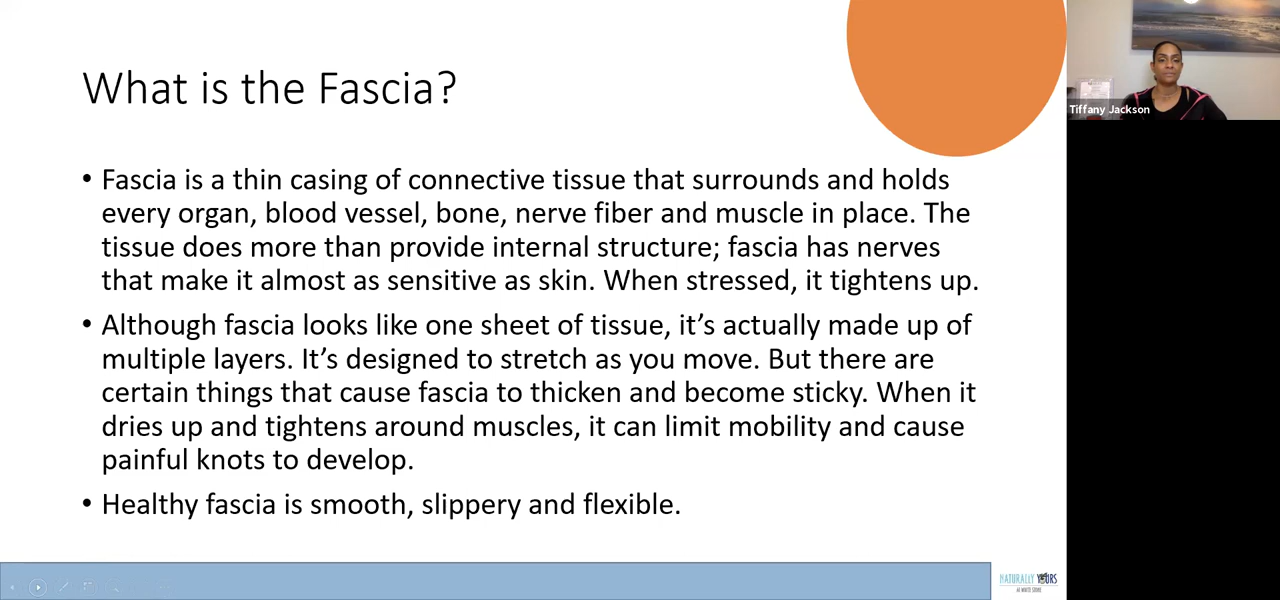 What is the Fascia?
Tiffany Jackson
• Fascia is a thin casing of connective tissue that surrounds and holds
every organ, blood vessel, bone, nerve fiber and muscle in place. The
tissue does more than provide internal structure; fascia has nerves
that make it almost as sensitive as skin. When stressed, it tightens up.
• Although fascia looks like one sheet of tissue, it’s actually made up of
multiple layers. It’s designed to stretch as you move. But there are
certain things that cause fascia to thicken and become sticky. When it
dries up and tightens around muscles, it can limit mobility and cause
painful knots to develop.
• Healthy fascia is smooth, slippery and flexible.
NATURALLY YOURS